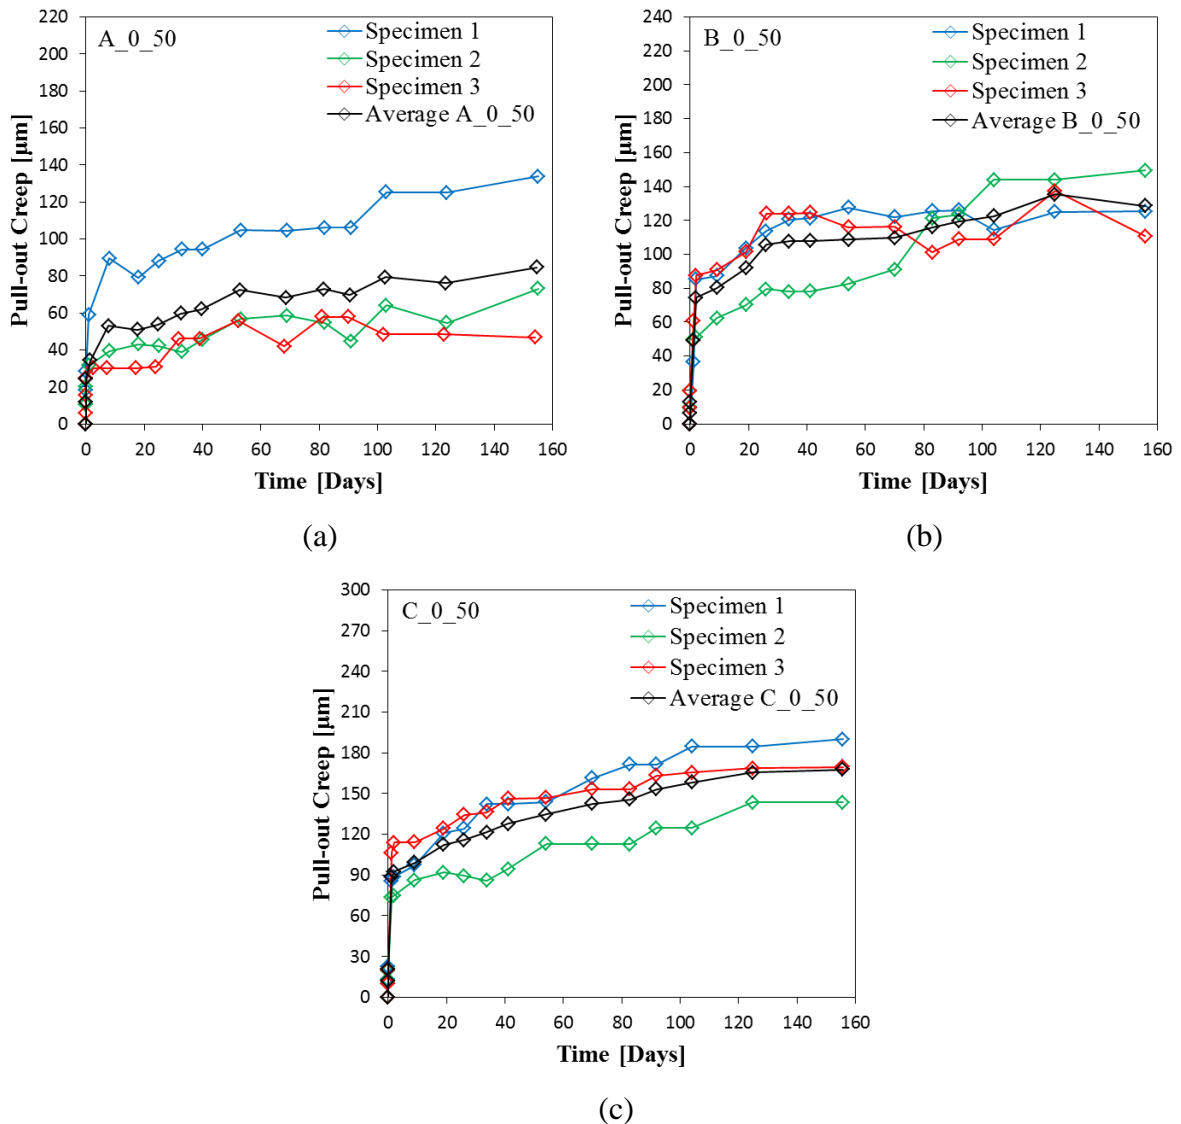 A_0_50
Specimen 1
Specimen 2
Specimen 3
Average A_0_50
Pull-out Creep [µm]
220
200
180
160
140
120
100
80
60
40
20
0
0 20 40 60 80 100 120 140 160
Time [Days]
(a)
B_0_50
Specimen 1
Specimen 2
Specimen 3
Average B_0_50
Pull-out Creep [µm]
240
220
200
180
160
140
120
100
80
60
40
20
0
0 20 40 60 80 100 120 140 160
Time [Days]
(b)
C_0_50
Specimen 1
Specimen 2
Specimen 3
Average C_0_50
Pull-out Creep [µm]
300
270
240
210
180
150
120
90
60
30
0
0 20 40 60 80 100 120 140 160
Time [Days]
(c)